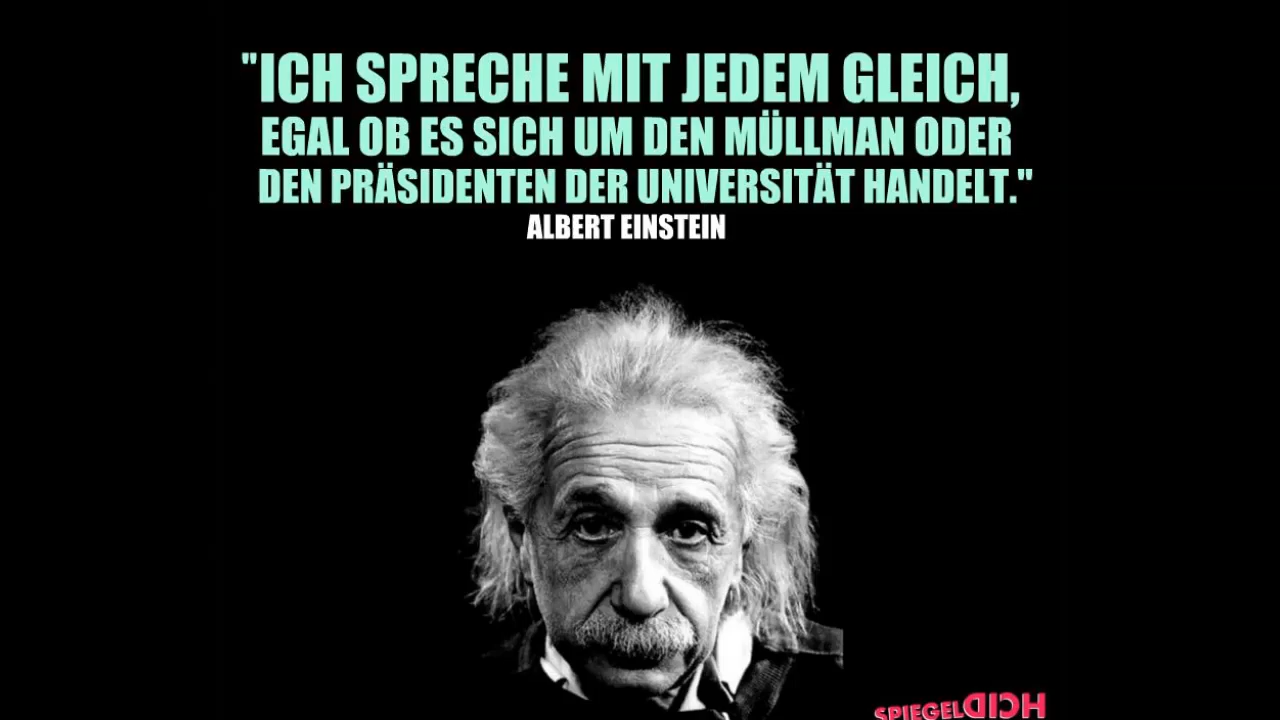 "ICH SPRECHE MIT JEDEM GLEICH,
EGAL OB ES SICH UM DEN MÜLLMAN ODER
DEN PRÄSIDENTEN DER UNIVERSITÄT HANDELT."
ALBERT EINSTEIN
SPIEGELDICH